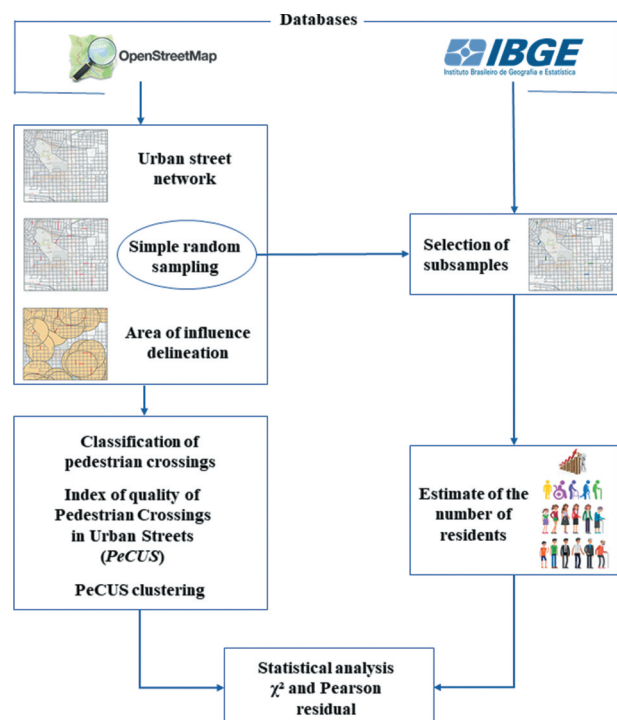 Databases
OpenStreetMap
IBGE
Instituto Brasileiro de Geografia e Estatística
Urban street
network
Simple random
sampling
Area of influence
delineation
Selection of
subsamples
Classification of
pedestrian crossings
Index of quality of
Pedestrian Crossings
in Urban Streets
(PeCUS)
PeCUS clustering
Estimate of the
number of
residents
Statistical analysis
χ² and Pearson
residual